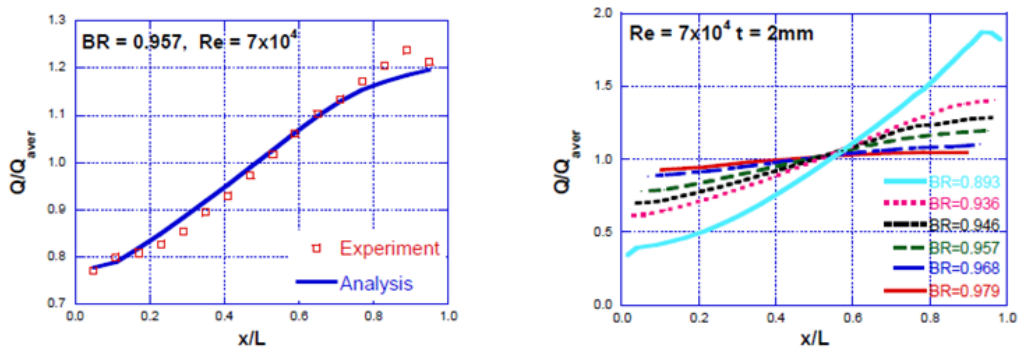 BR = 0.957, Re = 7x10⁴
1.3
1.2
1.1
1.0
0.9
0.8
0.7
Q/Q_aver
Experiment
Analysis
0.0 0.2 0.4 0.6 0.8 1.0
x/L
Re = 7x10⁴ t = 2mm
2.0
1.5
1.0
0.5
0.0
Q/Q_aver
BR=0.893
BR=0.936
BR=0.946
BR=0.957
BR=0.968
BR=0.979
0.0 0.2 0.4 0.6 0.8 1.0
x/L